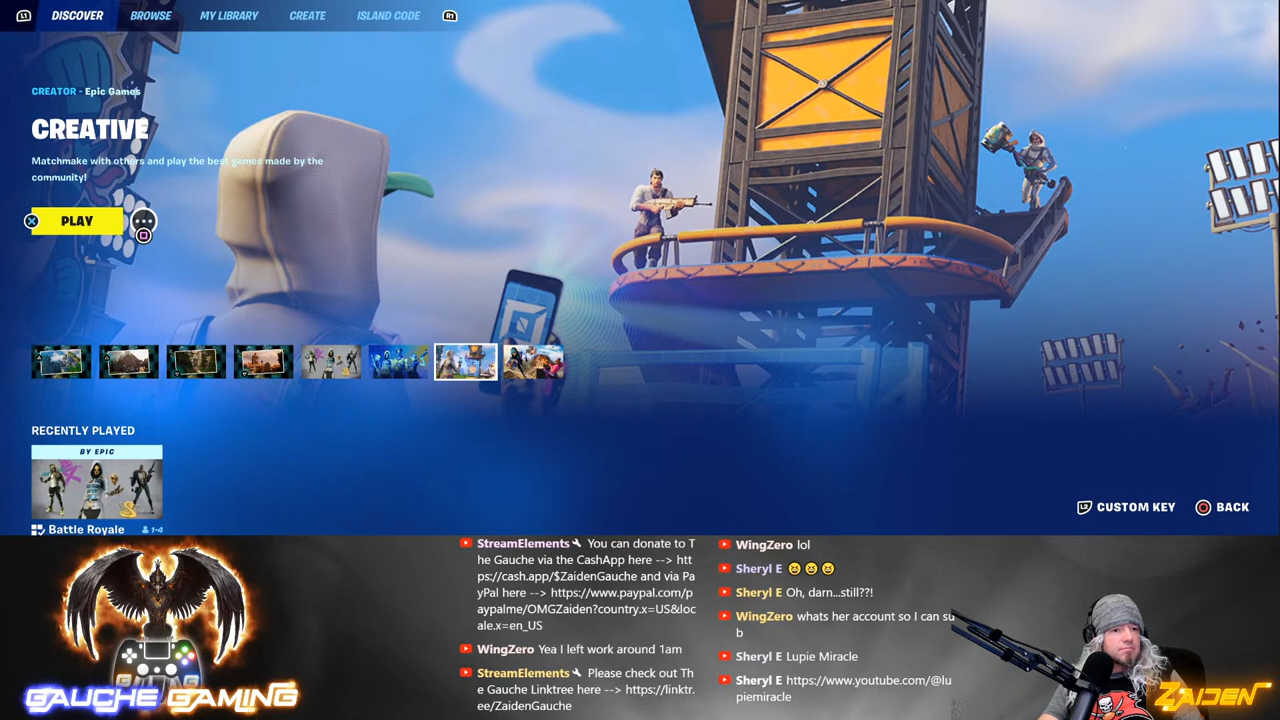 L1 DISCOVER BROWSE MY LIBRARY CREATE ISLAND CODE R1
CREATOR - Epic Games
CREATIVE
Matchmake with others and play the best games made by the
community!
PLAY
RECENTLY PLAYED
BY EPIC
Battle Royale 1-4
L2 CUSTOM KEY BACK
StreamElements You can donate to T
he Gauche via the CashApp here --> htt
ps://cash.app/$ZaidenGauche and via Pa
yPal here --> https://www.paypal.com/p
aypalme/OMGZaiden?country.x=US&loc
ale.x=en_US
WingZero Yea I left work around 1am
StreamElements Please check out Th
e Gauche Linktree here --> https://linktr.
ee/ZaidenGauche
WingZero lol
Sheryl E 😆😆😆
Sheryl E Oh, darn...still??!
WingZero whats her account so I can su
b
Sheryl E Lupie Miracle
Sheryl E https://www.youtube.com/@lu
piemiracle
GAUCHE GAMING
ZAIDEN